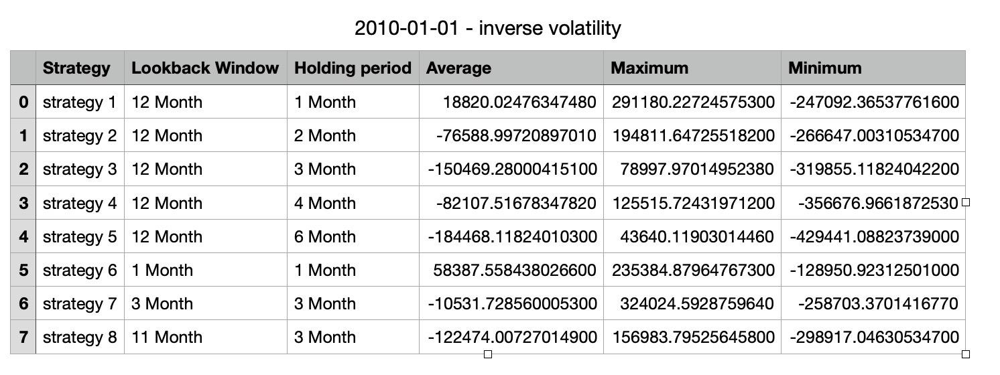 2010-01-01 - inverse volatility
Strategy Lookback Window Holding period Average Maximum Minimum
0 strategy 1 12 Month 1 Month 18820.02476347480 291180.22724575300 -247092.36537761600
1 strategy 2 12 Month 2 Month -76588.99720897010 194811.64725518200 -266647.00310534700
2 strategy 3 12 Month 3 Month -150469.28000415100 78997.97014952380 -319855.11824042200
3 strategy 4 12 Month 4 Month -82107.51678347820 125515.72431971200 -356676.9661872530
4 strategy 5 12 Month 6 Month -184468.11824010300 43640.11903014460 -429441.08823739000
5 strategy 6 1 Month 1 Month 58387.558438026600 235384.87964767300 -128950.92312501000
6 strategy 7 3 Month 3 Month -10531.728560005300 324024.5928759640 -258703.3701416770
7 strategy 8 11 Month 3 Month -122474.00727014900 156983.79525645800 -298917.04630534700